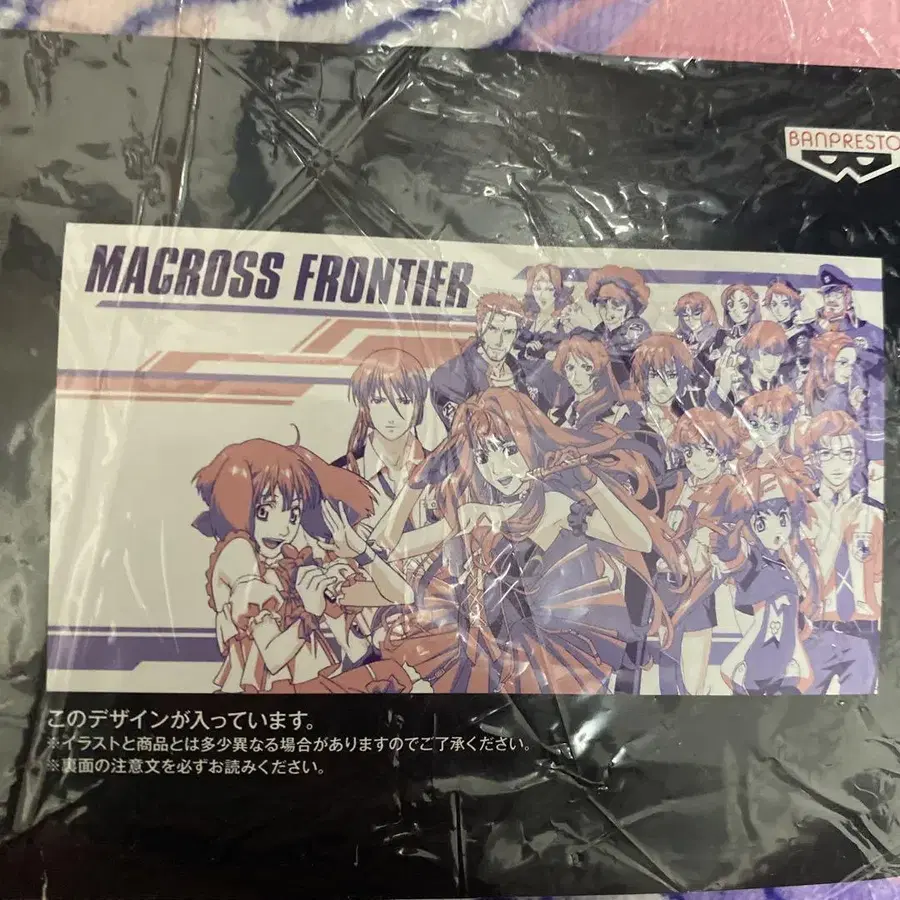 BANPRESTO
MACROSS FRONTIER
このデザインが入っています。
※イラストと商品とは多少異なる場合がありますのでご了承ください。
※裏面の注意文を必ずお読みください。